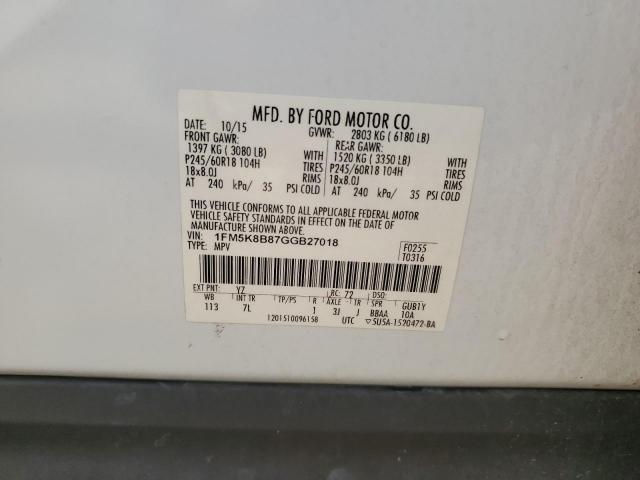 MFD. BY FORD MOTOR CO.
DATE: 10/15 GVWR: 2803 KG ( 6180 LB)
FRONT GAWR: REAR GAWR:
1397 KG ( 3080 LB) WITH 1520 KG ( 3350 LB) WITH
P245/60R18 104H TIRES P245/60R18 104H TIRES
18x8.0J RIMS 18x8.0J RIMS
AT 240 kPa/ 35 PSI COLD AT 240 kPa/ 35 PSI COLD
THIS VEHICLE CONFORMS TO ALL APPLICABLE FEDERAL MOTOR
VEHICLE SAFETY STANDARDS IN EFFECT ON THE DATE OF
MANUFACTURE SHOWN ABOVE.
VIN: 1FM5K8B87GGB27018 F0255
TYPE: MPV T0316
EXT PNT: YZ RC: 72 DSO:
WB INT TR TP/PS R AXLE TR SPR GUB1Y
113 7L 1 3J J BBAA 10A
1201510096158 UTC ▽5U5A-1520472-BA